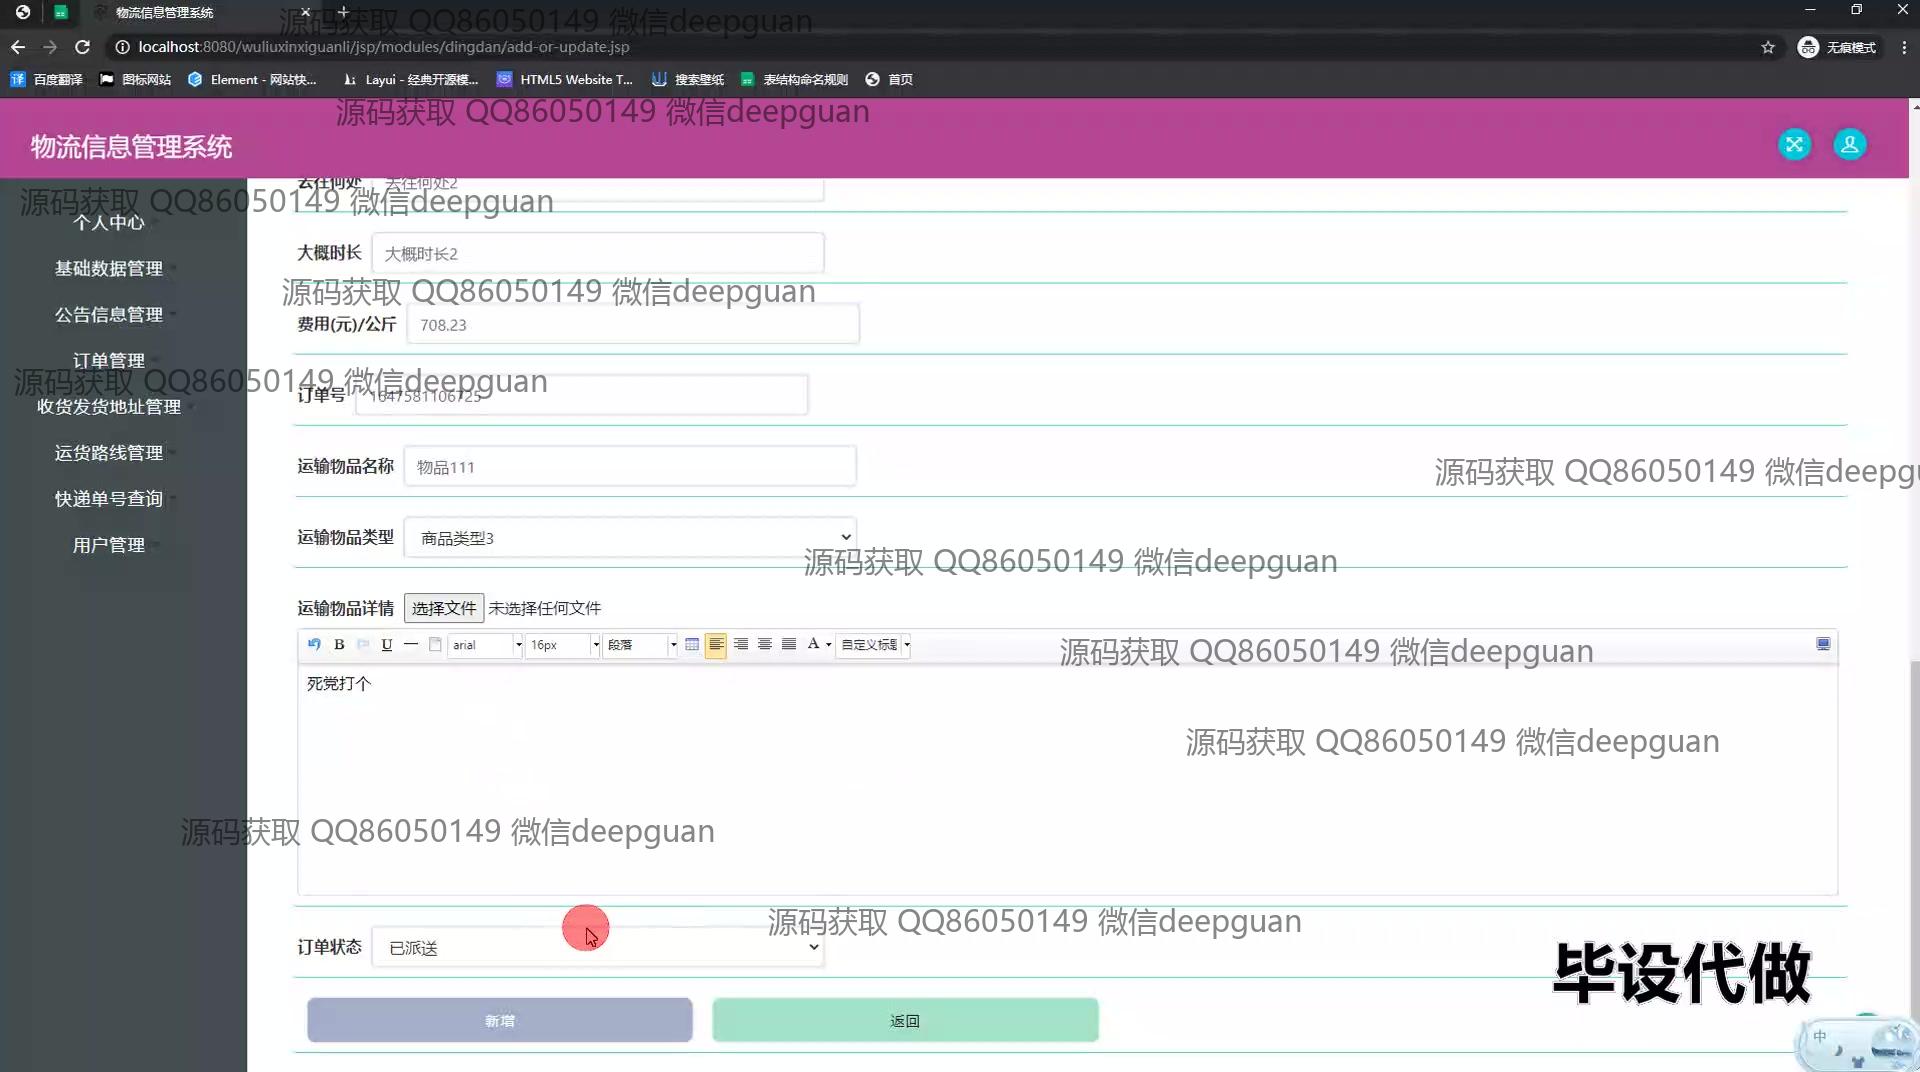 物流信息管理系统
源码获取 QQ86050149 微信deepguan
localhost:8080/wuliuxinxiguanli/jsp/modules/dingdan/add-or-update.jsp
无痕模式
百度翻译
图标网站
Element - 网站快...
Layui - 经典开源模...
HTML5 Website T...
搜索壁纸
表结构命名规则
首页
源码获取 QQ86050149 微信deepguan
物流信息管理系统
去往何处 去往何处2
源码获取 QQ86050149 微信deepguan
个人中心
大概时长 大概时长2
基础数据管理
源码获取 QQ86050149 微信deepguan
公告信息管理
费用(元)/公斤 708.23
订单管理
源码获取 QQ86050149 微信deepguan
订单号 1647581106725
收货发货地址管理
运货路线管理
运输物品名称 物品111
源码获取 QQ86050149 微信deepgu
快递单号查询
用户管理
运输物品类型 商品类型3
源码获取 QQ86050149 微信deepguan
运输物品详情 选择文件 未选择任何文件
B U arial 16px 段落 A 自定义标题
源码获取 QQ86050149 微信deepguan
死党打个
源码获取 QQ86050149 微信deepguan
源码获取 QQ86050149 微信deepguan
源码获取 QQ86050149 微信deepguan
订单状态 已派送
毕设代做
新增 返回
中